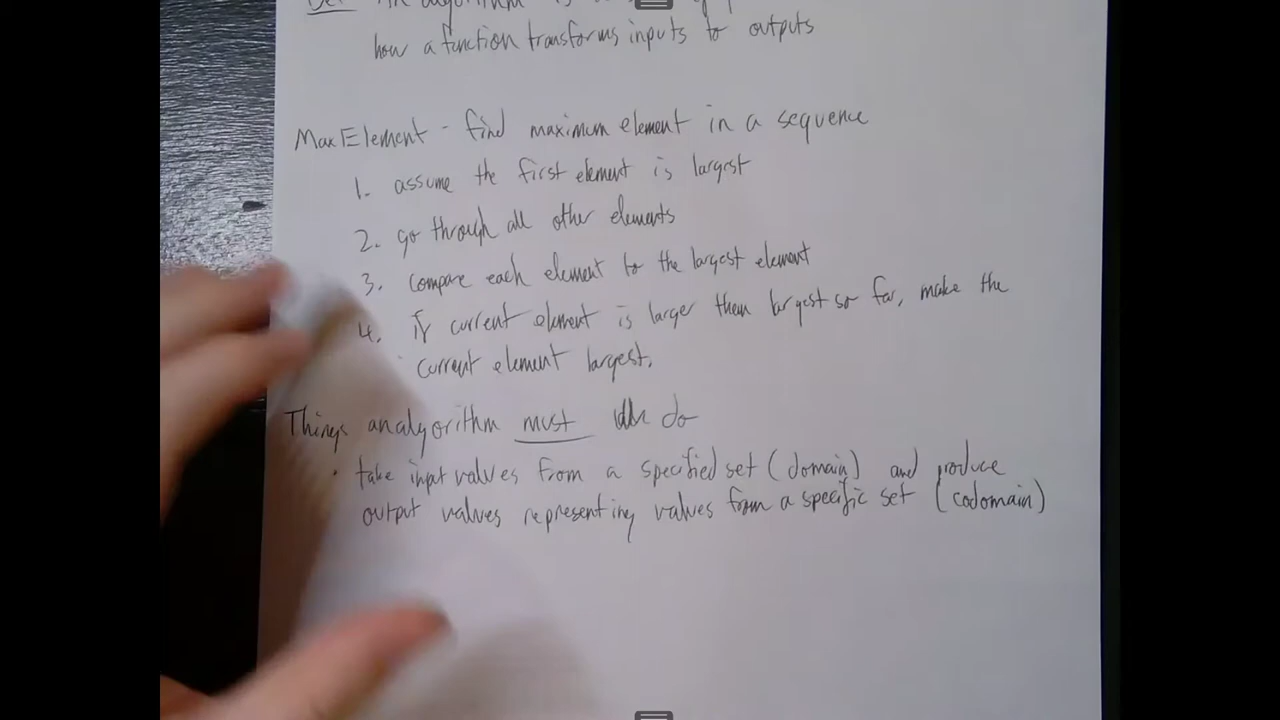 how a function transforms inputs to outputs
MaxElement - find maximum element in a sequence
1. assume the first element is largest
2. go through all other elements
3. compare each element to the largest element
4. if current element is larger then largest so far, make the
current element largest.
Things analgorithm must do
• take input values from a specified set (domain) and produce
output values representing values from a specific set (codomain)